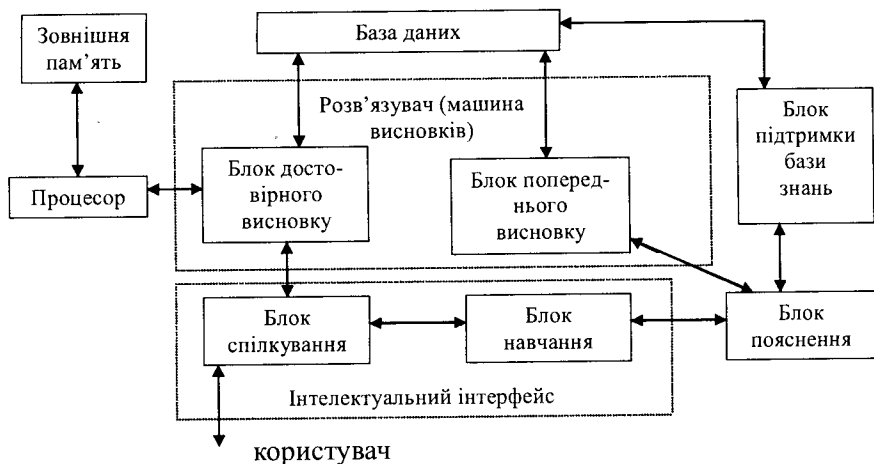 Зовнішня
пам’ять
База даних
Розв’язувач (машина
висновків)
Блок
підтримки
бази
знань
Процесор
Блок досто-
вірного
висновку
Блок поперед-
нього
висновку
Блок
спілкування
Блок
навчання
Блок
пояснення
Інтелектуальний інтерфейс
користувач